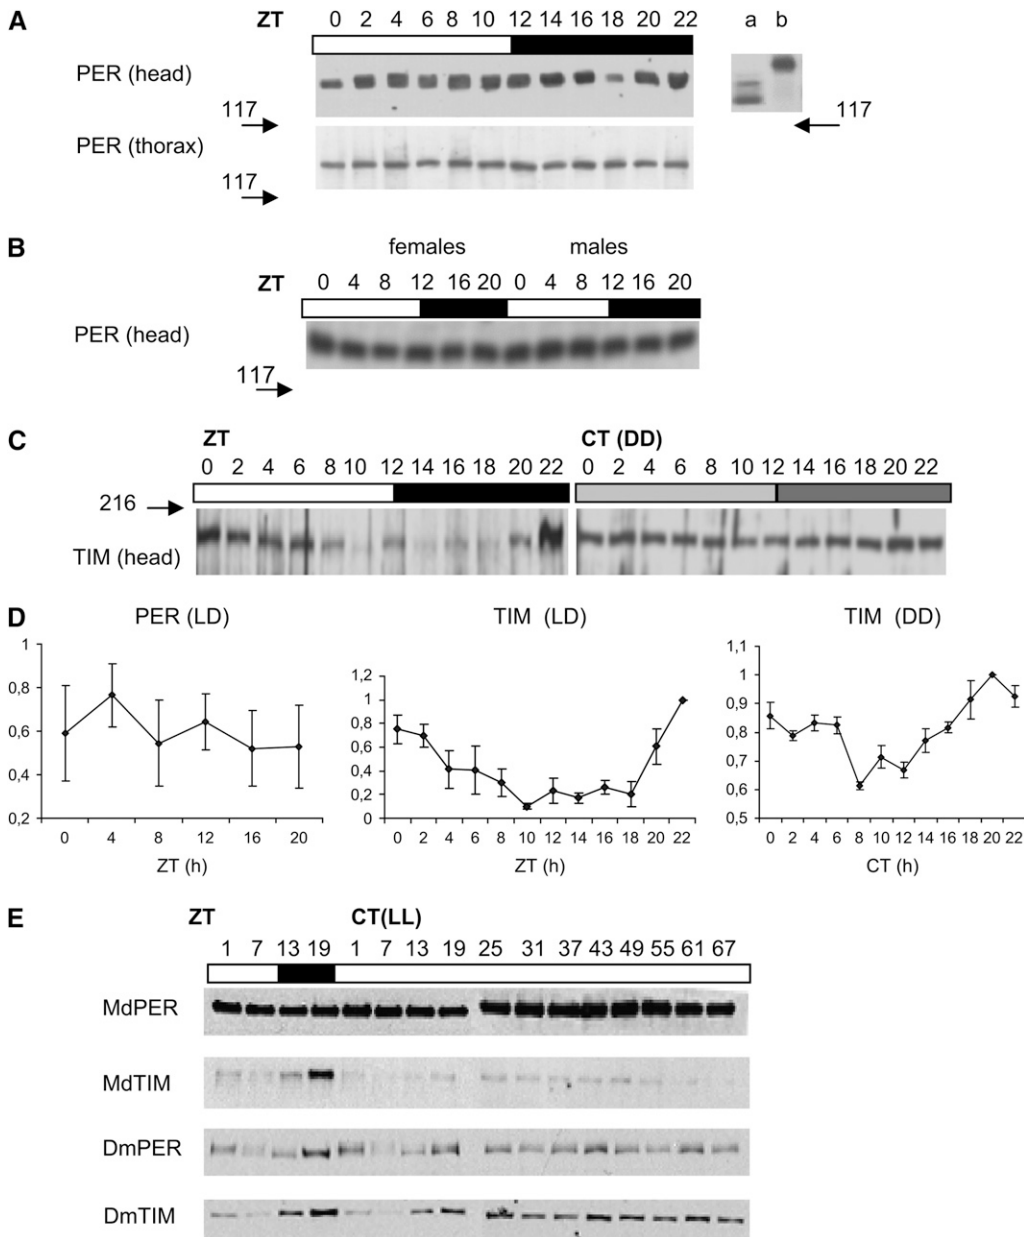 A
ZT 0 2 4 6 8 10 12 14 16 18 20 22 a b
PER (head)
117
117
PER (thorax)
117
B
females males
ZT 0 4 8 12 16 20 0 4 8 12 16 20
PER (head)
117
C
ZT CT (DD)
0 2 4 6 8 10 12 14 16 18 20 22 0 2 4 6 8 10 12 14 16 18 20 22
216
TIM (head)
D
PER (LD)
1
0,8
0,6
0,4
0,2
0 4 8 12 16 20
ZT (h)
TIM (LD)
1,2
1
0,8
0,6
0,4
0,2
0
0 2 4 6 8 10 12 14 16 18 20 22
ZT (h)
TIM (DD)
1,1
1
0,9
0,8
0,7
0,6
0,5
0 2 4 6 8 10 12 14 16 18 20 22
CT (h)
E
ZT CT(LL)
1 7 13 19 1 7 13 19 25 31 37 43 49 55 61 67
MdPER
MdTIM
DmPER
DmTIM